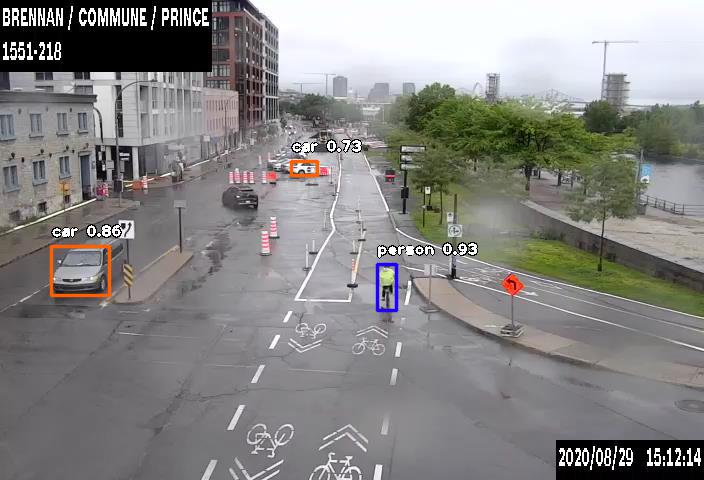 BRENNAN / COMMUNE / PRINCE
1551-218
car 0.73
car 0.86
person 0.93
2020/08/29 15:12:14